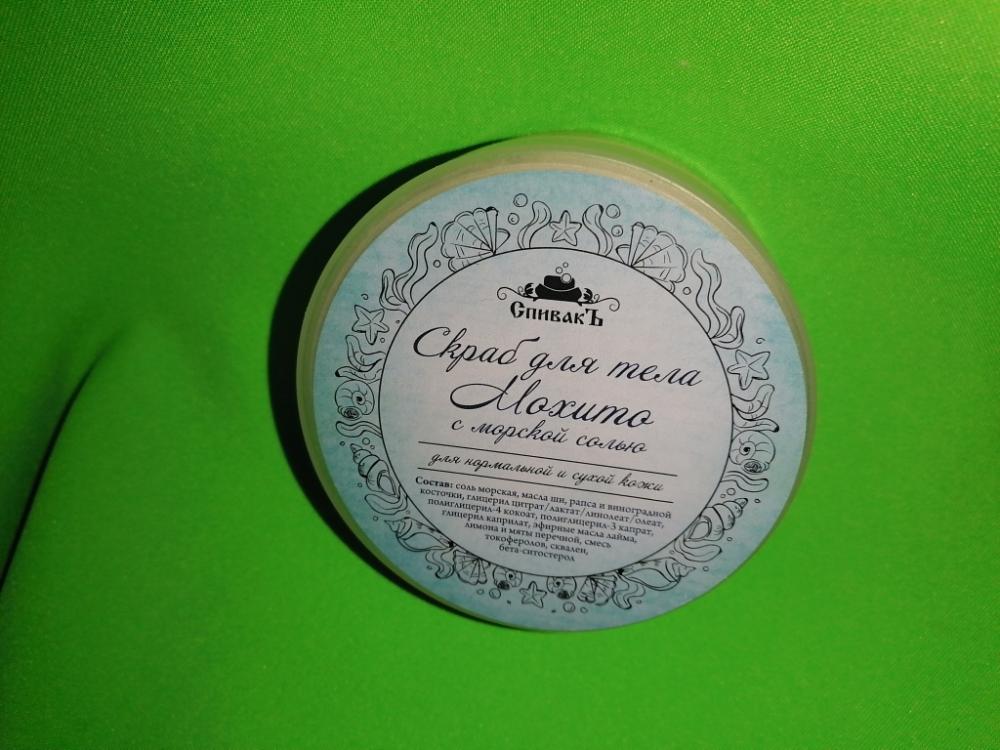 СпивакЪ
Скраб для тела
Мохито
с морской солью
для нормальной и сухой кожи
Состав: соль морская, масла ши, рапса и виноградной
косточки, глицерил цитрат/лактат/линолеат/олеат,
полиглицерил-4 кокоат, полиглицерил-3 капрат,
глицерил каприлат, эфирные масла лайма,
лимона и мяты перечной, смесь
токоферолов, сквален,
бета-ситостерол